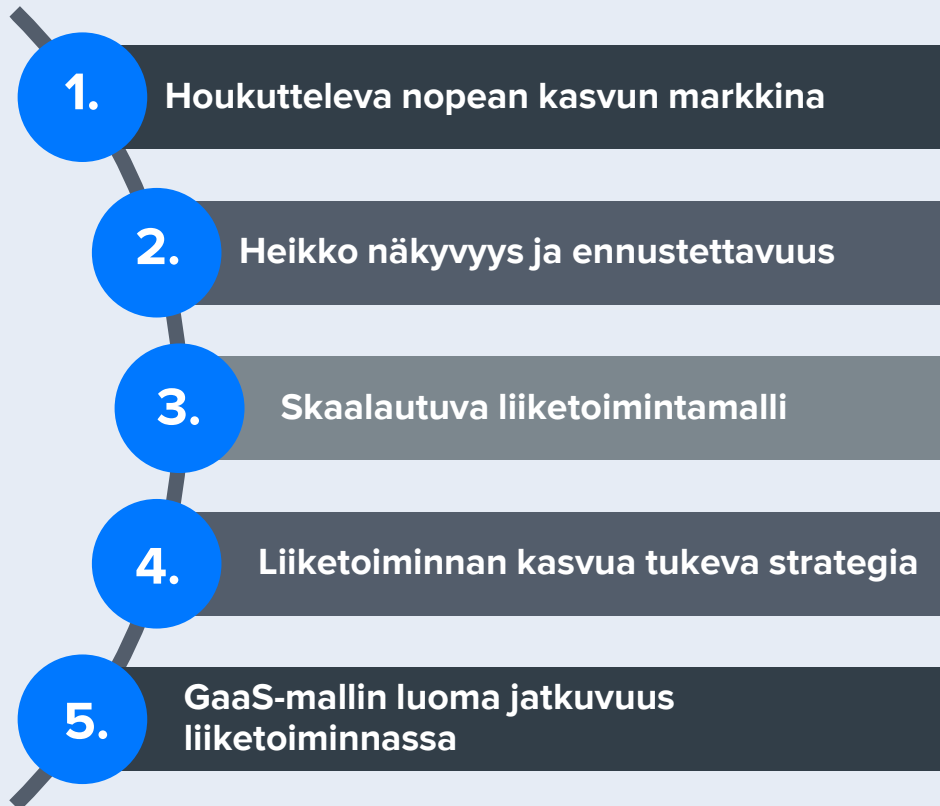 1. Houkutteleva nopean kasvun markkina
2. Heikko näkyvyys ja ennustettavuus
3. Skaalautuva liiketoimintamalli
4. Liiketoiminnan kasvua tukeva strategia
5. GaaS-mallin luoma jatkuvuus
liiketoiminnassa